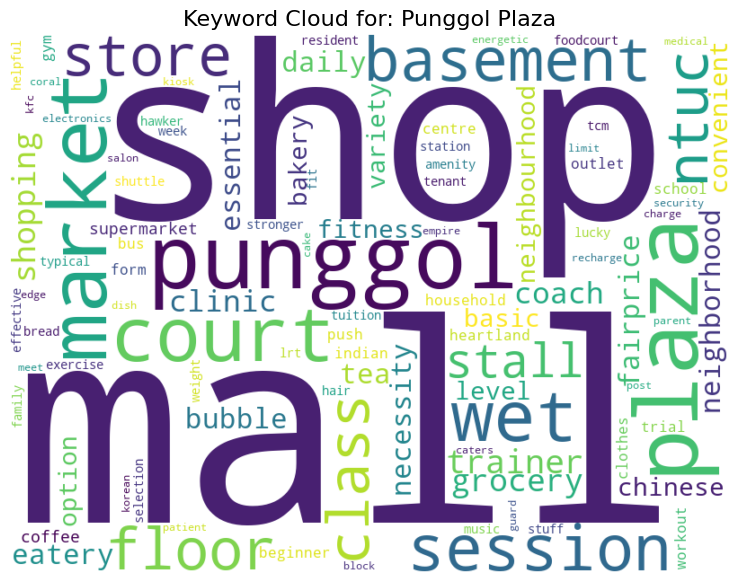 Keyword Cloud for: Punggol Plaza
helpful
gym
store
resident
daily
energetic
basement
foodcourt
medical
kfc
coral
electronics
market
kiosk
shop
hawker
week
salon
shuttle
essential
bakery
fit
variety
centre
station
amenity
tenant
tcm
limit
outlet
ntuc
convenient
school
security
charge
shopping
supermarket
bus
typical
form
stronger
cake
fitness
empire
neighbourhood
lucky
recharge
punggol
clinic
household
coach
basic
fairprice
plaza
neighborhood
edge
effective
bread
dish
tuition
court
push
lrt
indian
heartland
parent
meet
exercise
weight
tea
hair
stall
level
post
mall
family
option
korean
selection
bubble
class
necessity
wet
caters
trainer
grocery
clothes
trial
chinese
coffee
eatery
patient
floor
beginner
block
music
guard
stuff
session
workout